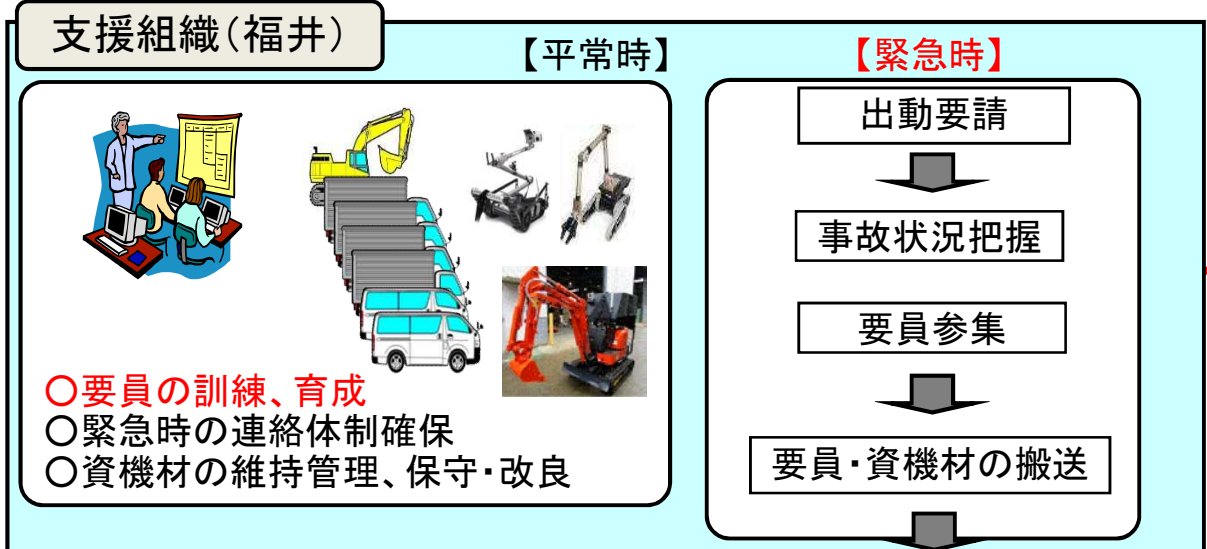 支援組織（福井）
【平常時】
○要員の訓練、育成
○緊急時の連絡体制確保
○資機材の維持管理、保守・改良
【緊急時】
出動要請
事故状況把握
要員参集
要員・資機材の搬送